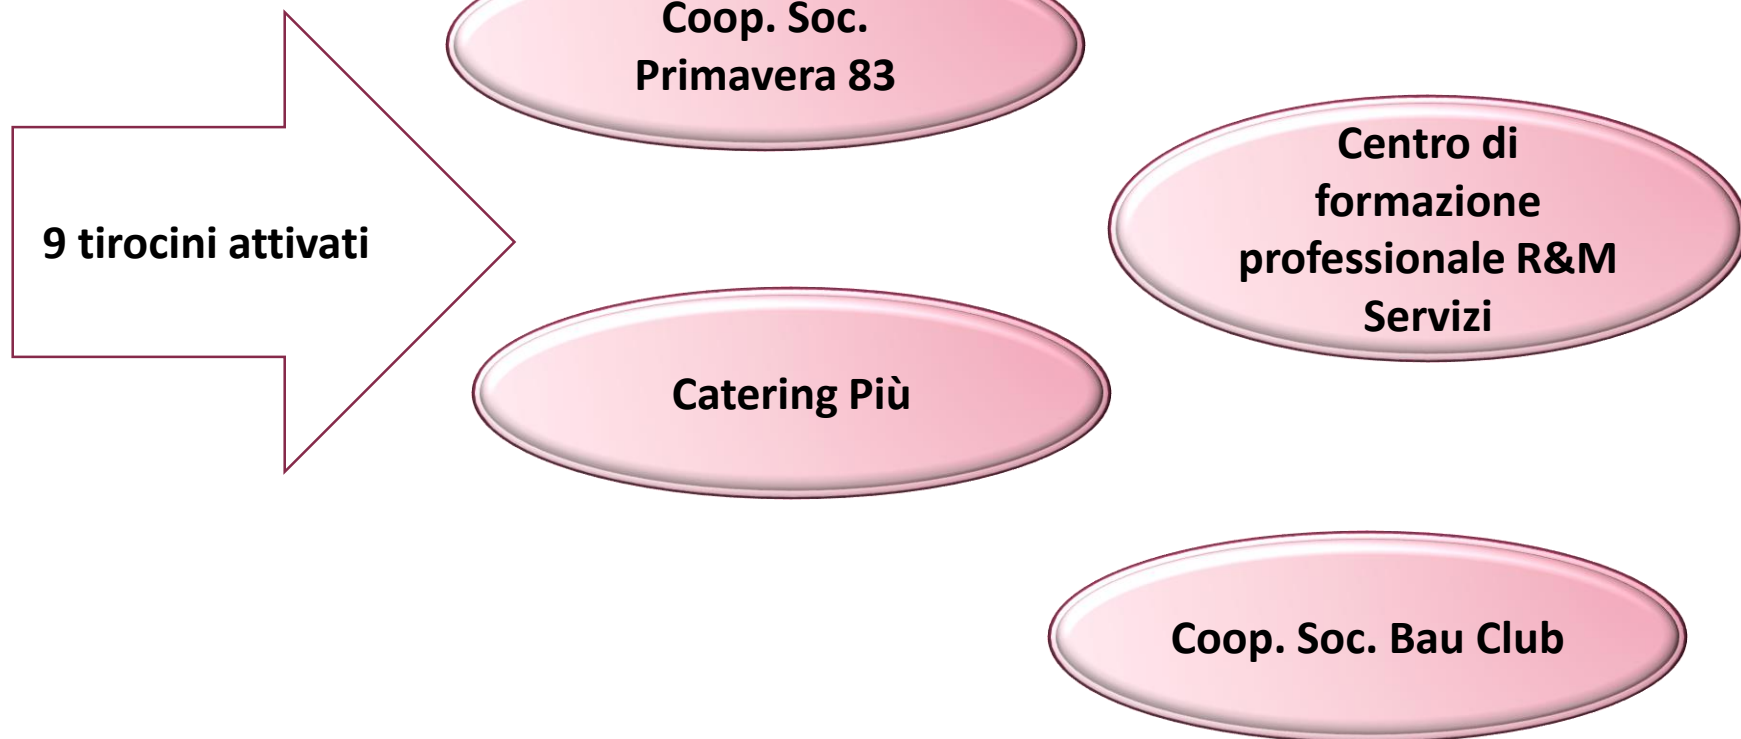 Coop. Soc.
Primavera 83
Centro di
formazione
professionale R&M
Servizi
9 tirocini attivati
Catering Più
Coop. Soc. Bau Club